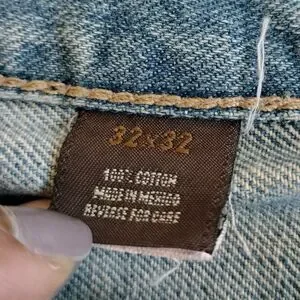 32x32
100% COTTON
MADE IN MEXICO
REVERSE FOR CARE